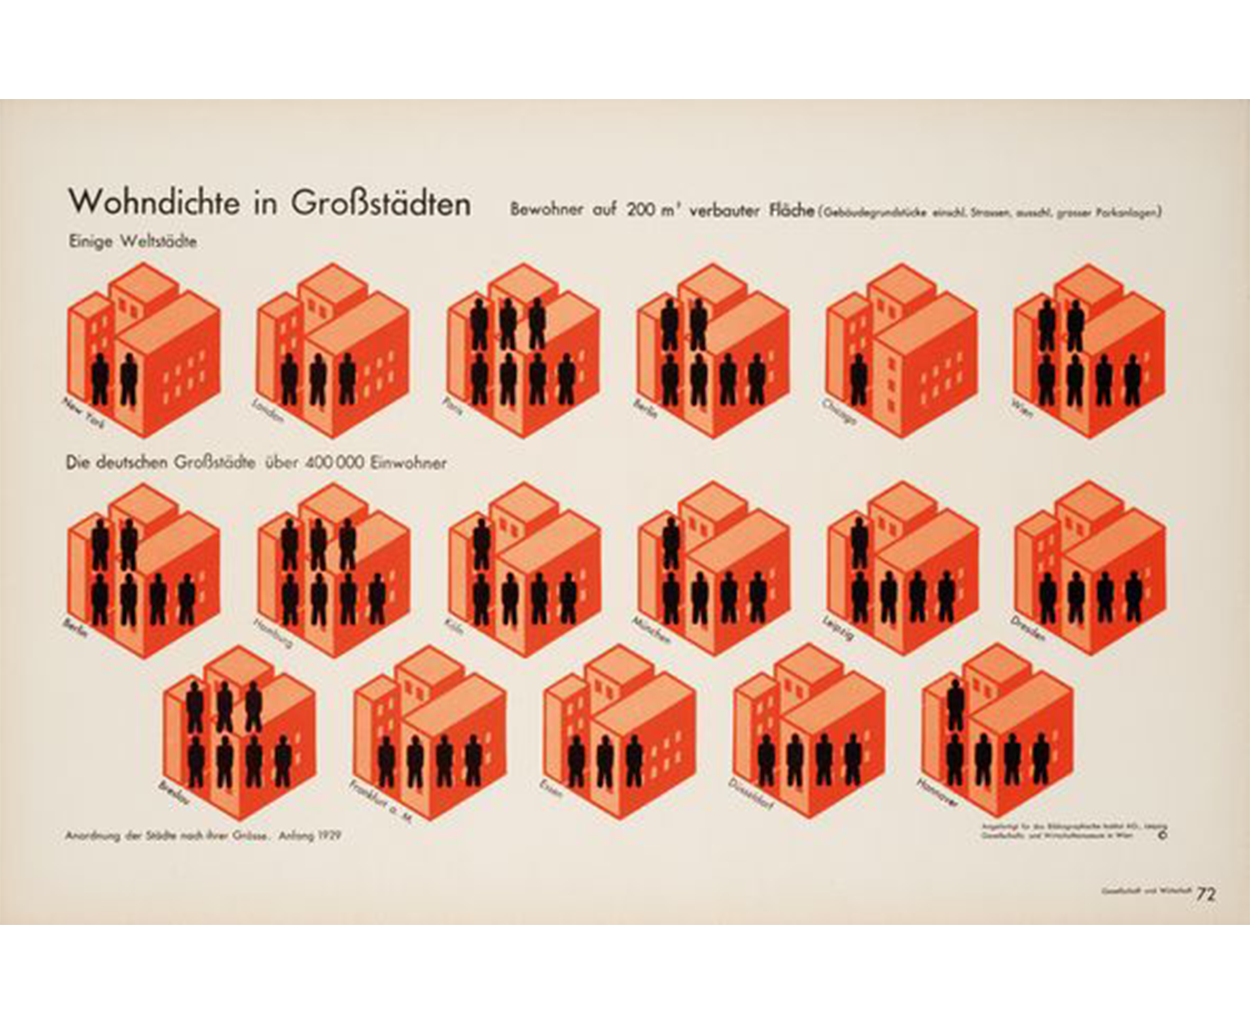 Wohndichte in Großstädten
Bewohner auf 200 m² verbauter Fläche (Gebäudegrundstücke einschl. Strassen, ausschl. grosser Parkanlagen)
Einige Weltstädte
New York
London
Paris
Berlin
Chicago
Wien
Die deutschen Großstädte über 400 000 Einwohner
Berlin
Hamburg
Köln
München
Leipzig
Dresden
Breslau
Frankfurt a. M.
Essen
Düsseldorf
Hannover
Anordnung der Städte nach ihrer Grösse. Anfang 1929
Angefertigt für das Bibliographische Institut AG., Leipzig
Gesellschafts- und Wirtschaftsmuseum in Wien ©
Gesellschaft und Wirtschaft 72